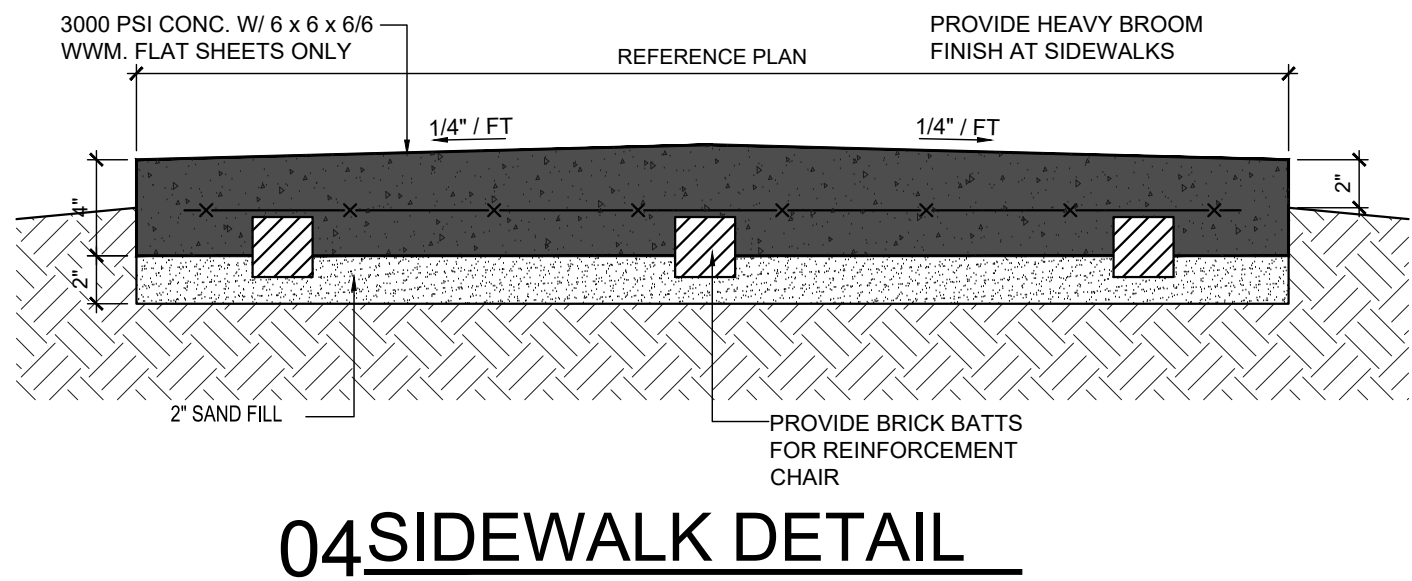 3000 PSI CONC. W/ 6 x 6 x 6/6
WWM. FLAT SHEETS ONLY
REFERENCE PLAN
PROVIDE HEAVY BROOM
FINISH AT SIDEWALKS
1/4" / FT
1/4" / FT
4"
2"
2"
2" SAND FILL
PROVIDE BRICK BATTS
FOR REINFORCEMENT
CHAIR
04 SIDEWALK DETAIL